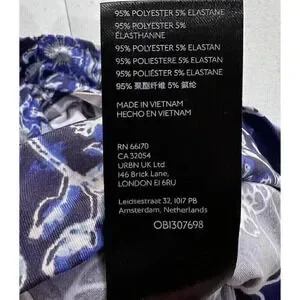 95% POLYESTER 5% ELASTANE
95% POLYESTER 5%
ÉLASTHANNE
95% POLYESTER 5% ELASTAN
95% POLIESTERE 5% ELASTAN
95% POLIÉSTER 5% ELASTANE
95% 聚酯纤维 5% 氨纶
MADE IN VIETNAM
HECHO EN VIETNAM
RN 66170
CA 32054
URBN UK Ltd.
146 Brick Lane,
LONDON E1 6RU
Leidsestraat 32, 1017 PB
Amsterdam, Netherlands
OB1307698